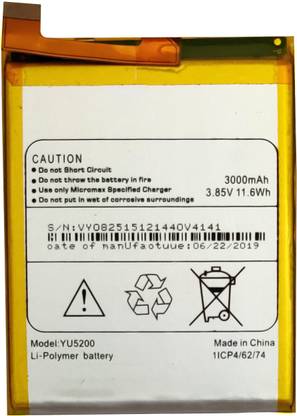 CAUTION
● Do not Short Circuit
● Do not throw the battery in fire
● Use only Micromax Specified Charger
● Do not put in wet of corrosive surroundings
3000mAh
3.85V 11.6Wh
S/N:VY082515121440V4141
oate of manUfaotuue: 06/22/2019
Model:YU5200
Li-Polymer battery
Made in China
1ICP4/62/74